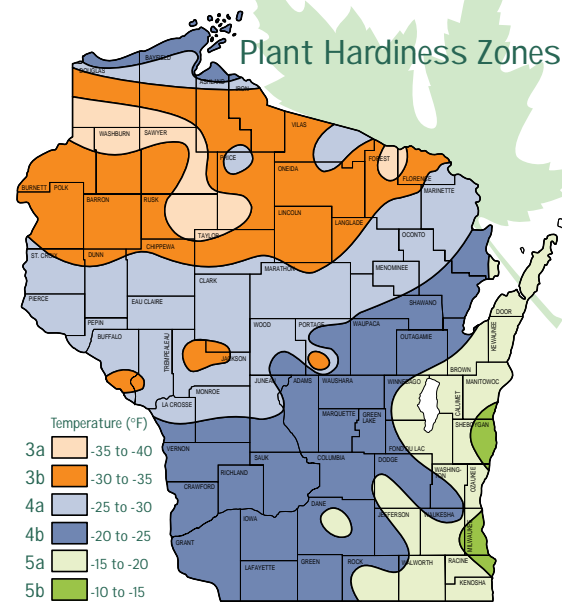 Plant Hardiness Zones
BAYFIELD
DOUGLAS
ASHLAND
IRON
VILAS
WASHBURN
SAWYER
PRICE
FOREST
ONEIDA
FLORENCE
BURNETT
POLK
MARINETTE
BARRON
RUSK
LINCOLN
LANGLADE
TAYLOR
OCONTO
CHIPPEWA
ST. CROIX
DUNN
MARATHON
MENOMINEE
CLARK
PIERCE
EAU CLAIRE
SHAWANO
DOOR
PEPIN
WOOD
PORTAGE
WAUPACA
KEWAUNEE
BUFFALO
TREMPEALEAU
OUTAGAMIE
JACKSON
BROWN
JUNEAU
ADAMS
WAUSHARA
WINNEBAGO
MANITOWOC
MONROE
CALUMET
LA CROSSE
MARQUETTE
GREEN
LAKE
SHEBOYGAN
VERNON
FOND DU LAC
SAUK
COLUMBIA
DODGE
WASHING-
TON
OZAUKEE
RICHLAND
CRAWFORD
DANE
JEFFERSON
WAUKESHA
MILWAUKEE
IOWA
GRANT
LAFAYETTE
GREEN
ROCK
WALWORTH
RACINE
KENOSHA
Temperature (°F)
3a -35 to -40
3b -30 to -35
4a -25 to -30
4b -20 to -25
5a -15 to -20
5b -10 to -15